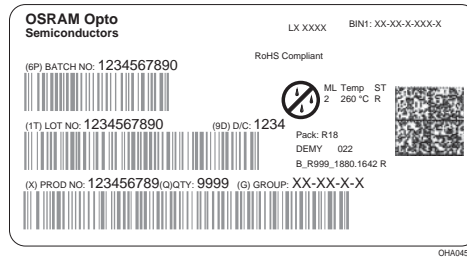 OSRAM Opto
Semiconductors
LX XXXX
BIN1: XX-XX-X-XXX-X
RoHS Compliant
(6P) BATCH NO: 1234567890
ML Temp ST
2 260 °C R
(1T) LOT NO: 1234567890 (9D) D/C: 1234
Pack: R18
DEMY 022
B_R999_1880.1642 R
(X) PROD NO: 123456789(Q)QTY: 9999 (G) GROUP: XX-XX-X-X
OHA045